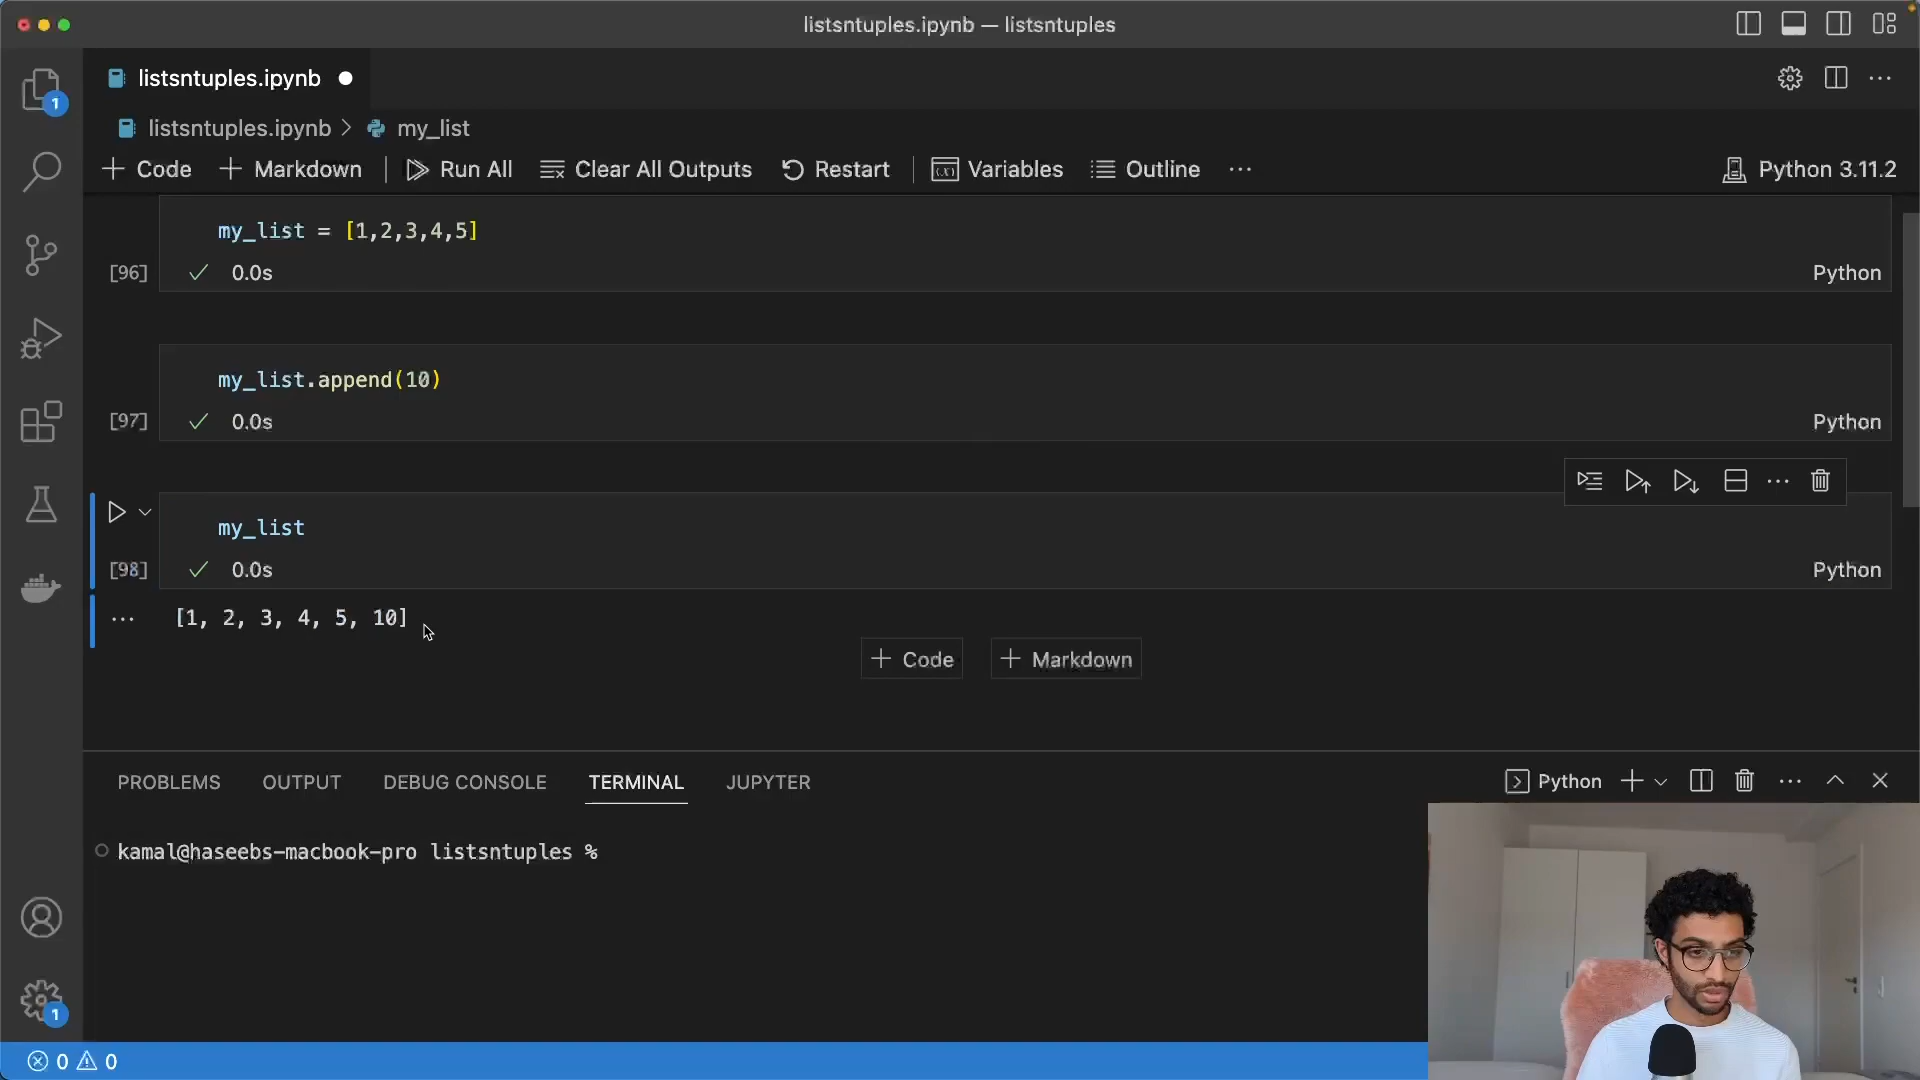 listsntuples.ipynb — listsntuples
listsntuples.ipynb
1
listsntuples.ipynb > my_list
Code Markdown Run All Clear All Outputs Restart Variables Outline ... Python 3.11.2
my_list = [1,2,3,4,5]
[96] 0.0s Python
my_list.append(10)
[97] 0.0s Python
my_list
[98] 0.0s Python
[1, 2, 3, 4, 5, 10]
+ Code + Markdown
PROBLEMS OUTPUT DEBUG CONSOLE TERMINAL JUPYTER Python
kamal@haseebs-macbook-pro listsntuples %
1
0 0